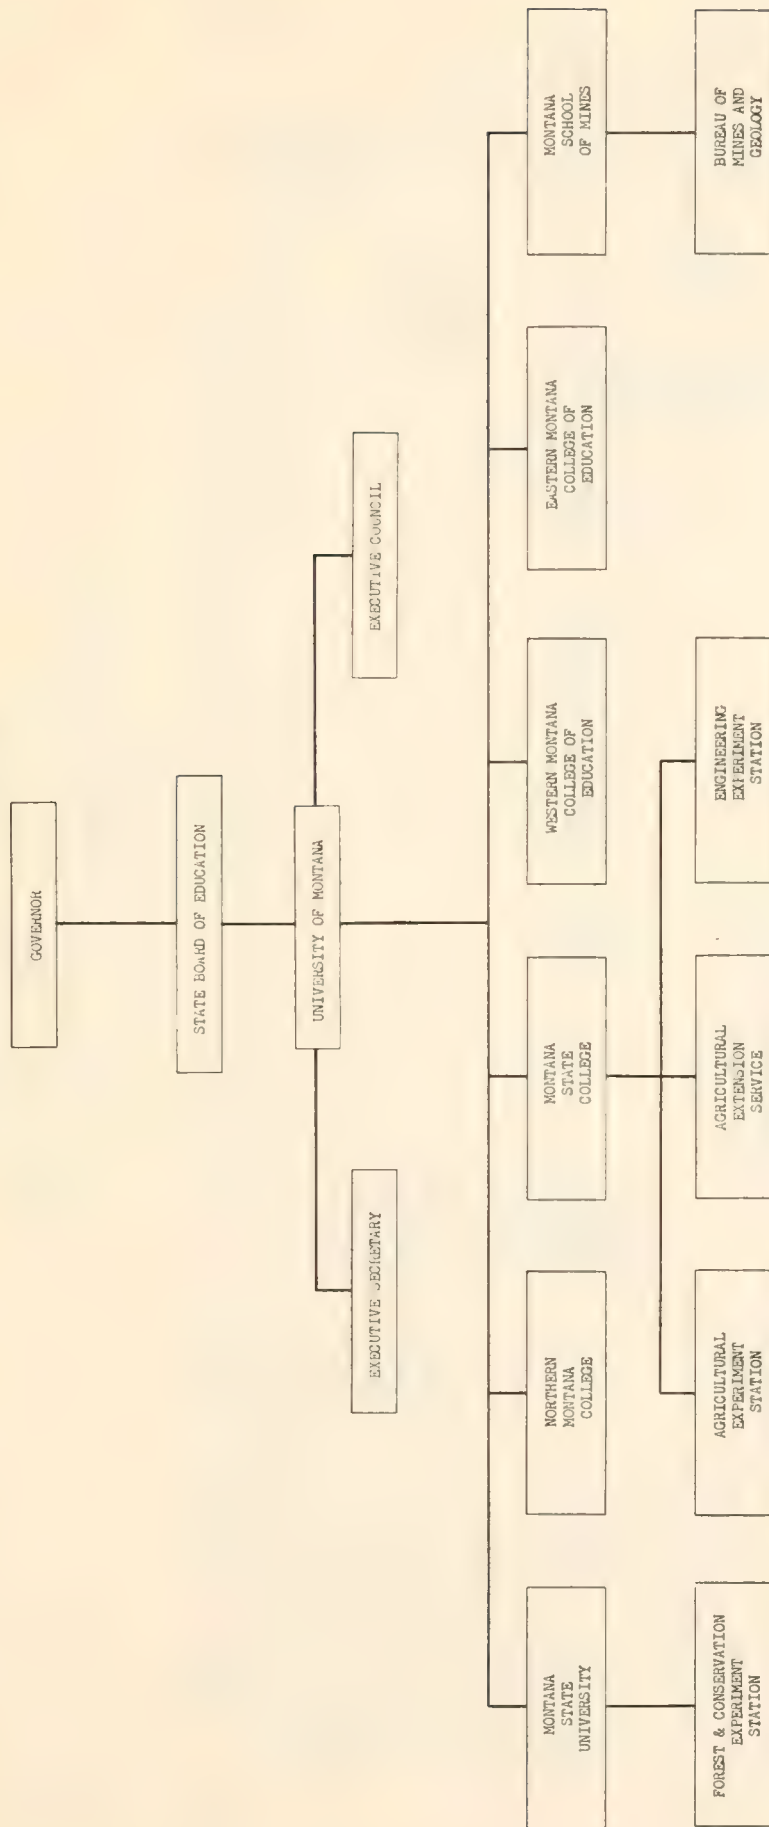 GOVERNOR
STATE BOARD OF EDUCATION
UNIVERSITY OF MONTANA
EXECUTIVE SECRETARY
EXECUTIVE COUNCIL
MONTANA
STATE
UNIVERSITY
NORTHERN
MONTANA
COLLEGE
MONTANA
STATE
COLLEGE
WESTERN MONTANA
COLLEGE OF
EDUCATION
EASTERN MONTANA
COLLEGE OF
EDUCATION
MONTANA
SCHOOL
OF MINES
FOREST & CONSERVATION
EXPERIMENT
STATION
AGRICULTURAL
EXPERIMENT
STATION
AGRICULTURAL
EXTENSION
SERVICE
ENGINEERING
EXPERIMENT
STATION
BUREAU OF
MINES AND
GEOLOGY